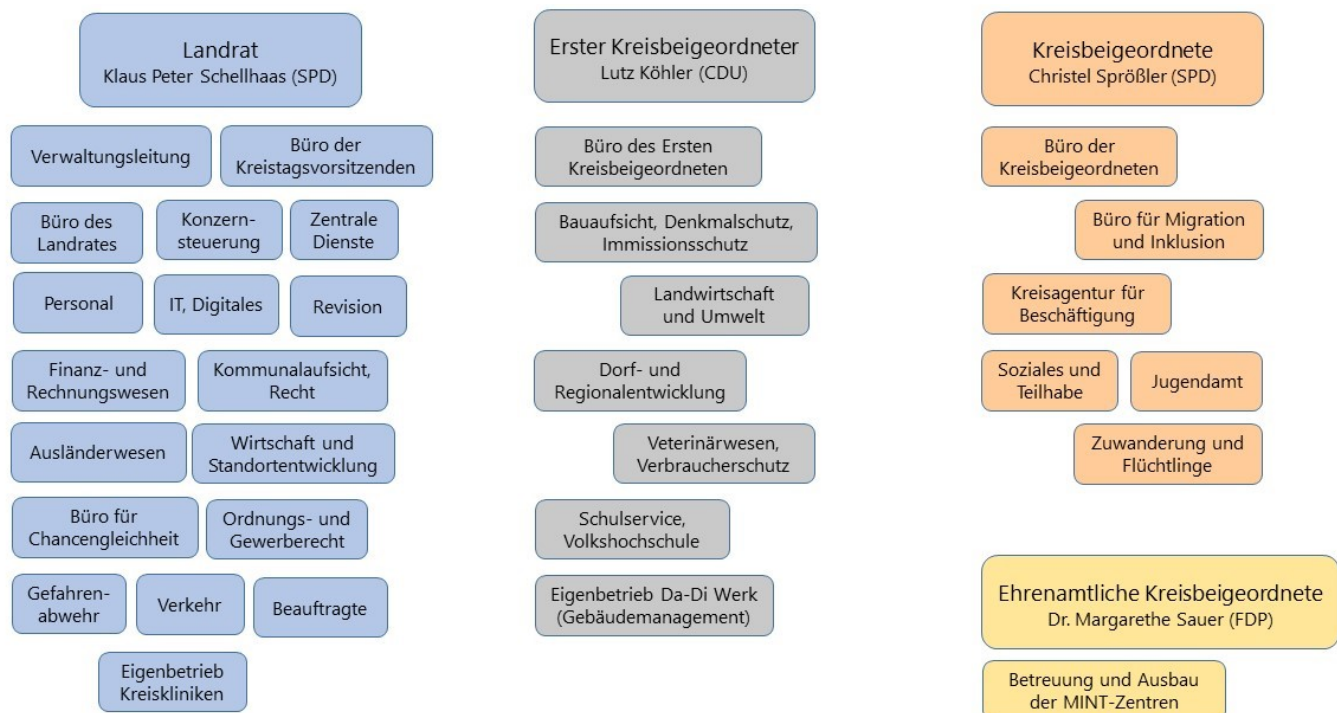 Landrat
Klaus Peter Schellhaas (SPD)
Verwaltungsleitung
Büro der
Kreistagsvorsitzenden
Büro des
Landrates
Konzern-
steuerung
Zentrale
Dienste
Personal
IT, Digitales
Revision
Finanz- und
Rechnungswesen
Kommunalaufsicht,
Recht
Ausländerwesen
Wirtschaft und
Standortentwicklung
Büro für
Chancengleichheit
Ordnungs- und
Gewerberecht
Gefahren-
abwehr
Verkehr
Beauftragte
Eigenbetrieb
Kreiskliniken
Erster Kreisbeigeordneter
Lutz Köhler (CDU)
Büro des Ersten
Kreisbeigeordneten
Bauaufsicht, Denkmalschutz,
Immissionsschutz
Landwirtschaft
und Umwelt
Dorf- und
Regionalentwicklung
Veterinärwesen,
Verbraucherschutz
Schulservice,
Volkshochschule
Eigenbetrieb Da-Di Werk
(Gebäudemanagement)
Kreisbeigeordnete
Christel Sprößler (SPD)
Büro der
Kreisbeigeordneten
Büro für Migration
und Inklusion
Kreisagentur für
Beschäftigung
Soziales und
Teilhabe
Jugendamt
Zuwanderung und
Flüchtlinge
Ehrenamtliche Kreisbeigeordnete
Dr. Margarethe Sauer (FDP)
Betreuung und Ausbau
der MINT-Zentren